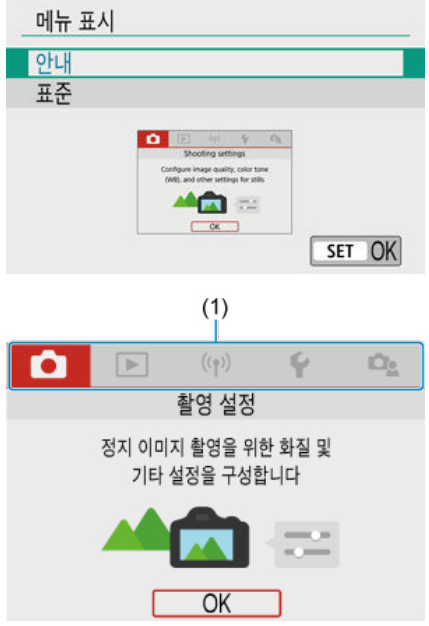 메뉴 표시
안내
표준
Shooting settings
Configure image quality, color tone
(WB), and other settings for stills
OK
SET OK
(1)
촬영 설정
정지 이미지 촬영을 위한 화질 및
기타 설정을 구성합니다
OK